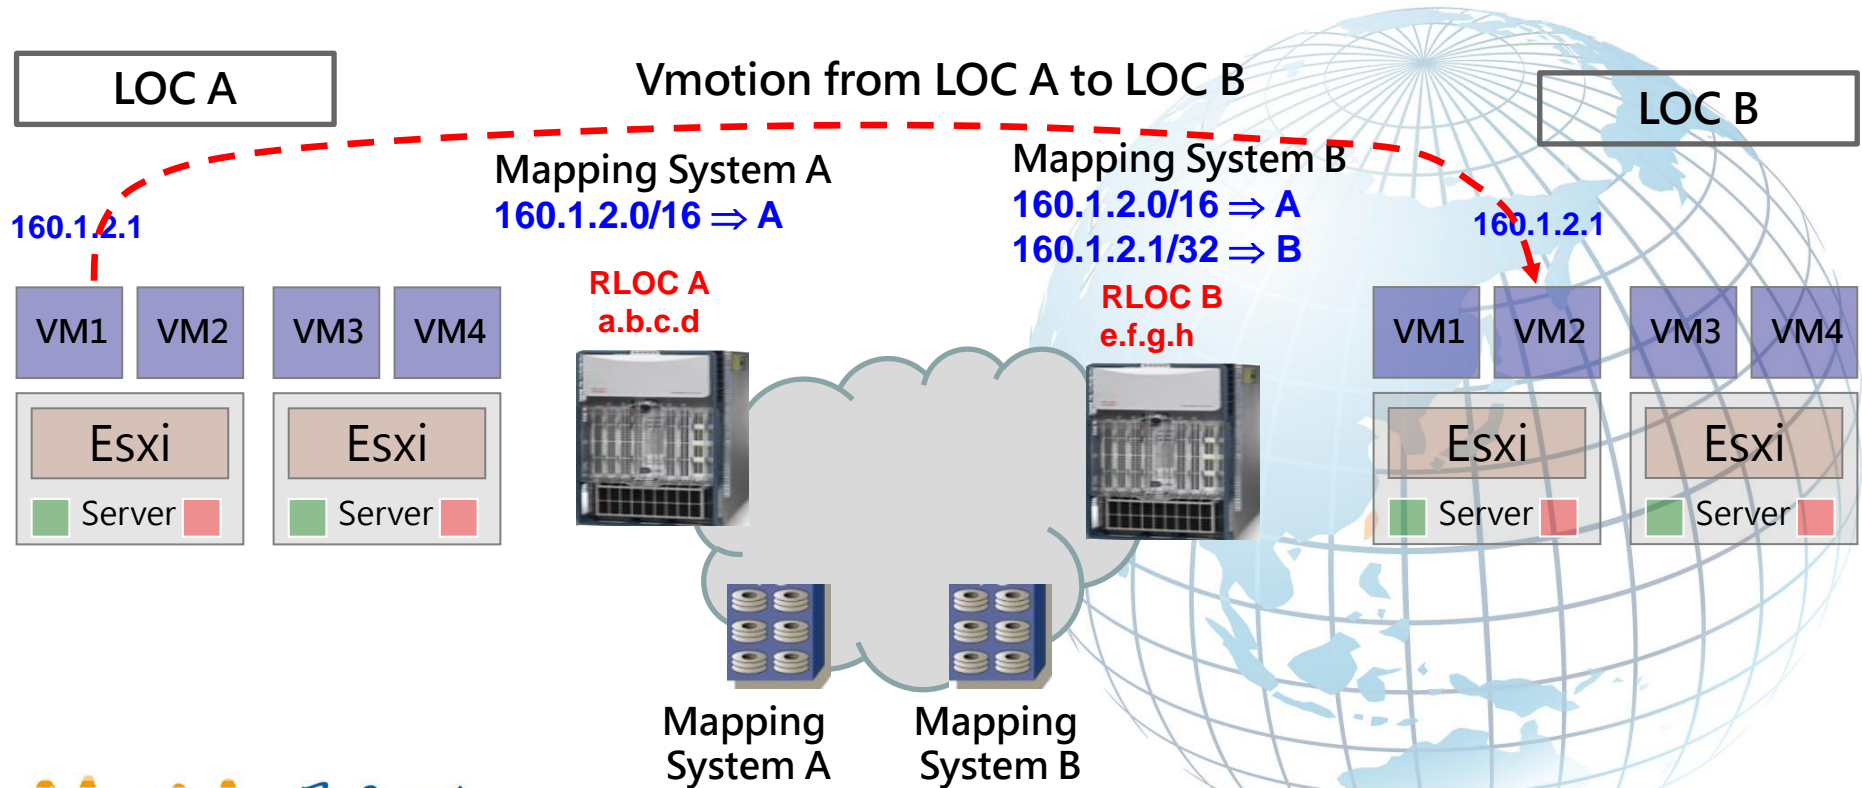 LOC A
Vmotion from LOC A to LOC B
LOC B
Mapping System A
160.1.2.0/16 ⇒ A
Mapping System B
160.1.2.0/16 ⇒ A
160.1.2.1/32 ⇒ B
160.1.2.1
160.1.2.1
RLOC A
a.b.c.d
RLOC B
e.f.g.h
VM1 VM2 VM3 VM4
VM1 VM2 VM3 VM4
Esxi Esxi
Esxi Esxi
Server Server
Server Server
Mapping
System A
Mapping
System B